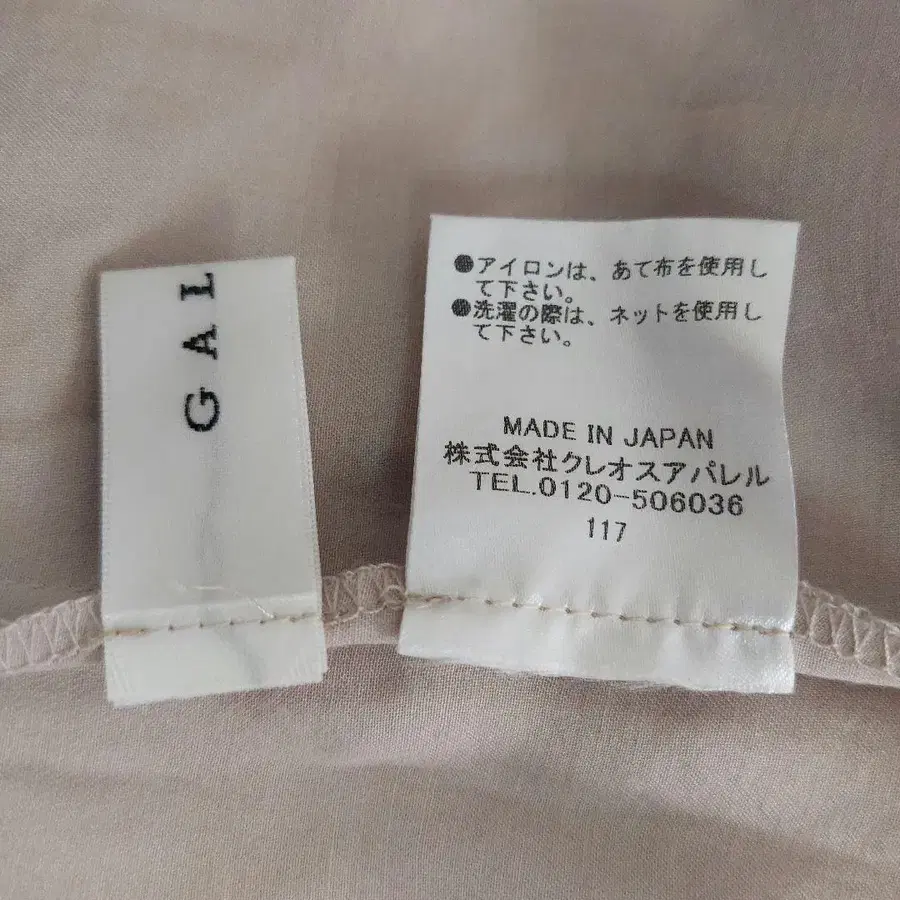 GAL
●アイロンは、あて布を使用し
て下さい。
●洗濯の際は、ネットを使用し
て下さい。
MADE IN JAPAN
株式会社クレオスアパレル
TEL.0120-506036
117